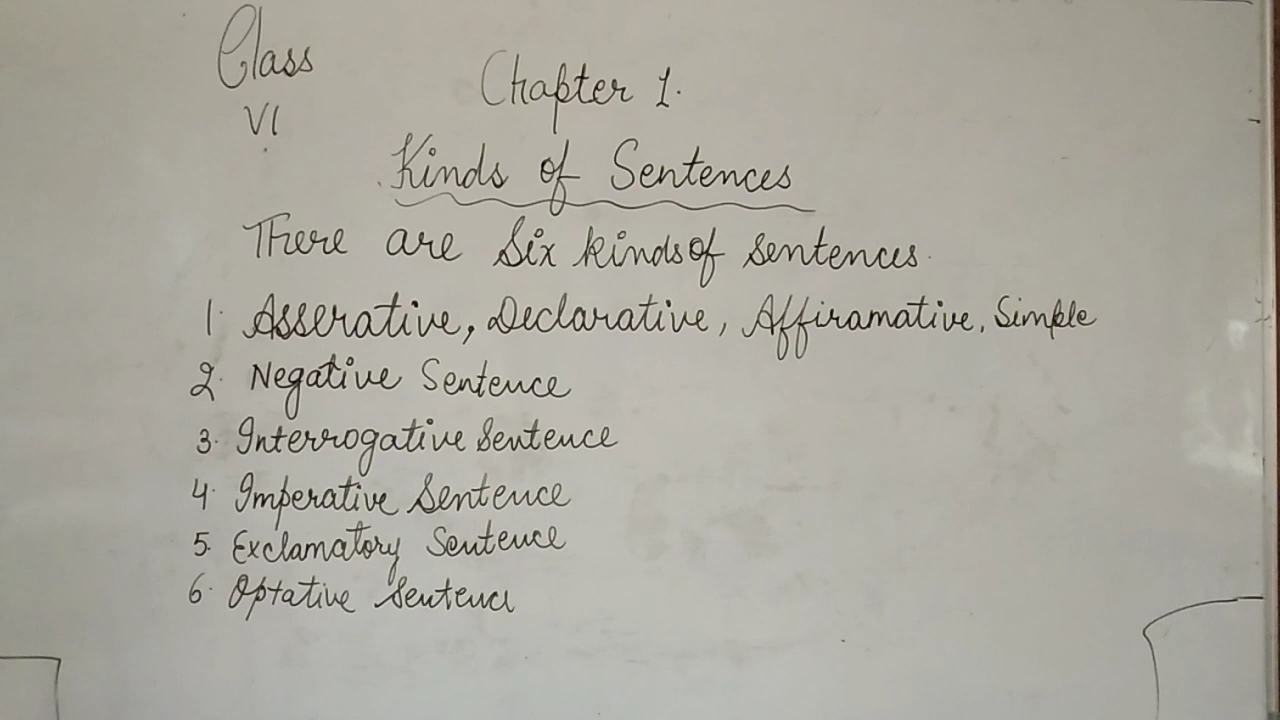 Class
VI
Chapter 1.
Kinds of Sentences
There are Six kinds of sentences.
1. Asserative, Declarative, Affiramative, Simple
2. Negative Sentence
3. Interrogative Sentence
4. Imperative Sentence
5. Exclamatory Sentence
6. Optative Sentence